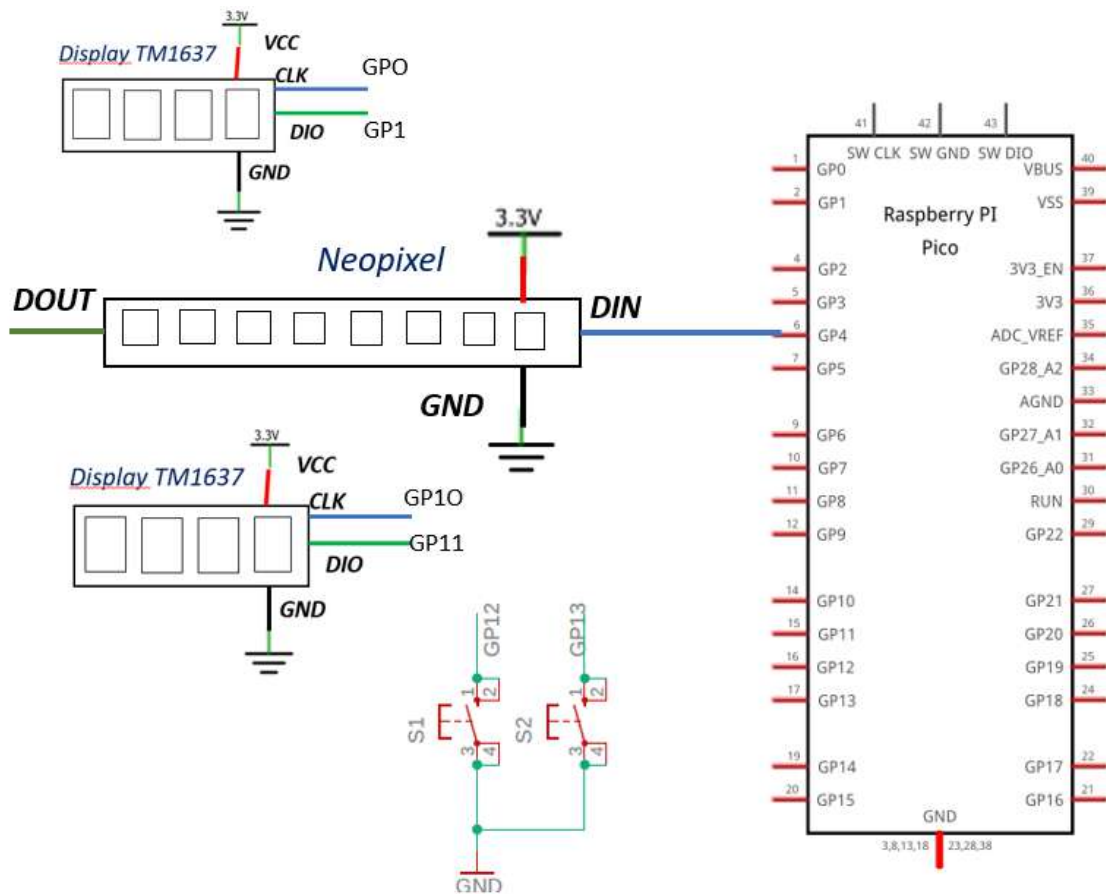 3.3V
VCC
Display TM1637
CLK
GPO
DIO
GP1
GND
3.3V
Neopixel
DOUT
DIN
GND
3.3V
VCC
Display TM1637
CLK
GP1O
GP11
DIO
GND
GP12
GP13
1
2
S1
3
4
1
2
S2
3
4
GND
41 42 43
SW CLK SW GND SW DIO
Raspberry PI
Pico
1 GP0
2 GP1
4 GP2
5 GP3
6 GP4
7 GP5
9 GP6
10 GP7
11 GP8
12 GP9
14 GP10
15 GP11
16 GP12
17 GP13
19 GP14
20 GP15
VBUS 40
VSS 39
3V3_EN 37
3V3 36
ADC_VREF 35
GP28_A2 34
AGND 33
GP27_A1 32
GP26_A0 31
RUN 30
GP22 29
GP21 27
GP20 26
GP19 25
GP18 24
GP17 22
GP16 21
GND
3,8,13,18 23,28,38